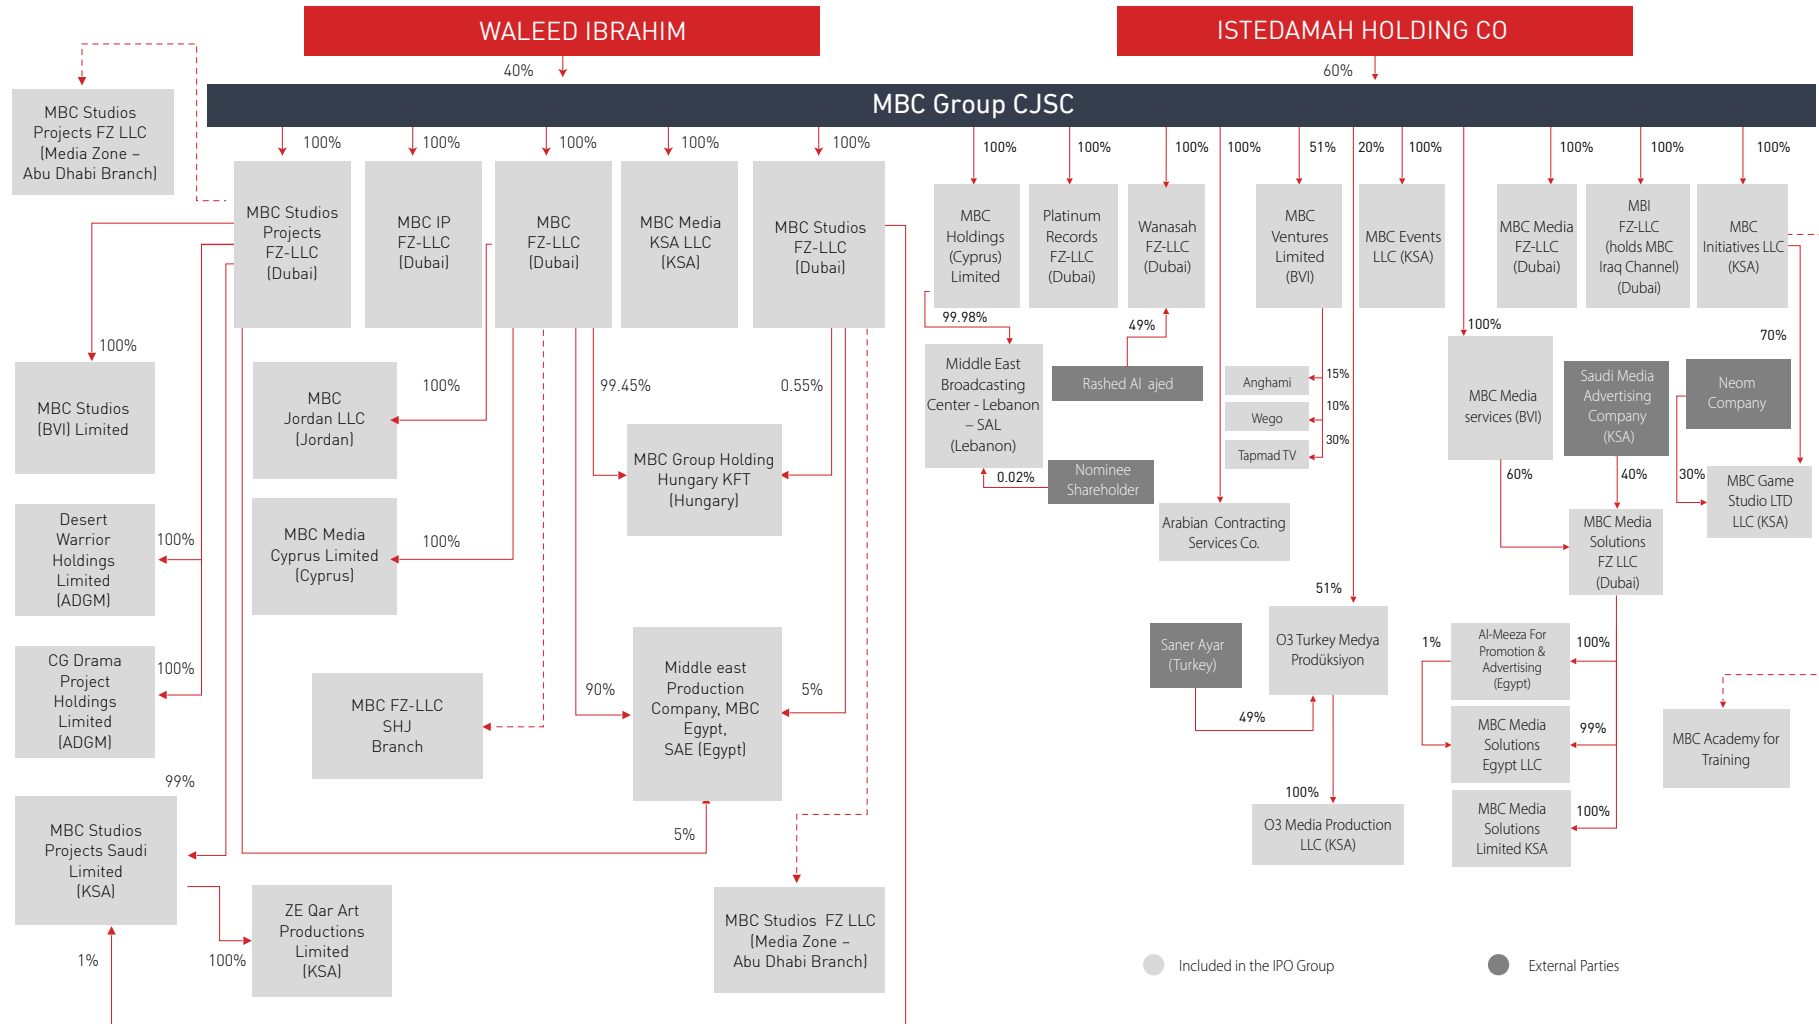 WALEED IBRAHIM
ISTEDAMAH HOLDING CO
40%
60%
MBC Group CJSC
MBC Studios
Projects FZ LLC
(Media Zone –
Abu Dhabi Branch)
100%
100%
100%
100%
100%
100%
100%
100%
100%
51%
20%
100%
100%
100%
100%
MBC Studios
Projects
FZ-LLC
(Dubai)
MBC IP
FZ-LLC
(Dubai)
MBC
FZ-LLC
(Dubai)
MBC Media
KSA LLC
(KSA)
MBC Studios
FZ-LLC
(Dubai)
MBC
Holdings
(Cyprus)
Limited
Platinum
Records
FZ-LLC
(Dubai)
Wanasah
FZ-LLC
(Dubai)
MBC
Ventures
Limited
(BVI)
MBC Events
LLC (KSA)
MBC Media
FZ-LLC
(Dubai)
MBI
FZ-LLC
(holds MBC
Iraq Channel)
(Dubai)
MBC
Initiatives LLC
(KSA)
100%
MBC Studios
(BVI) Limited
100%
MBC
Jordan LLC
(Jordan)
99.45%
0.55%
MBC Group Holding
Hungary KFT
(Hungary)
99.98%
Middle East
Broadcasting
Center - Lebanon
– SAL
(Lebanon)
49%
Rashed Al ajed
0.02%
Nominee
Shareholder
15%
Anghami
10%
Wego
30%
Tapmad TV
100%
MBC Media
services (BVI)
Saudi Media
Advertising
Company
(KSA)
70%
Neom
Company
60%
40%
30%
MBC Game
Studio LTD
LLC (KSA)
Desert
Warrior
Holdings
Limited
(ADGM)
100%
MBC Media
Cyprus Limited
(Cyprus)
100%
Arabian Contracting
Services Co.
MBC Media
Solutions
FZ LLC
(Dubai)
51%
CG Drama
Project
Holdings
Limited
(ADGM)
100%
MBC FZ-LLC
SHJ
Branch
90%
Middle east
Production
Company, MBC
Egypt,
SAE (Egypt)
5%
Saner Ayar
(Turkey)
49%
O3 Turkey Medya
Prodüksiyon
1%
Al-Meeza For
Promotion &
Advertising
(Egypt)
100%
MBC Media
Solutions
Egypt LLC
99%
MBC Academy for
Training
99%
MBC Studios
Projects Saudi
Limited
(KSA)
5%
100%
O3 Media Production
LLC (KSA)
MBC Media
Solutions
Limited KSA
100%
1%
100%
ZE Qar Art
Productions
Limited
(KSA)
MBC Studios FZ LLC
(Media Zone –
Abu Dhabi Branch)
Included in the IPO Group
External Parties